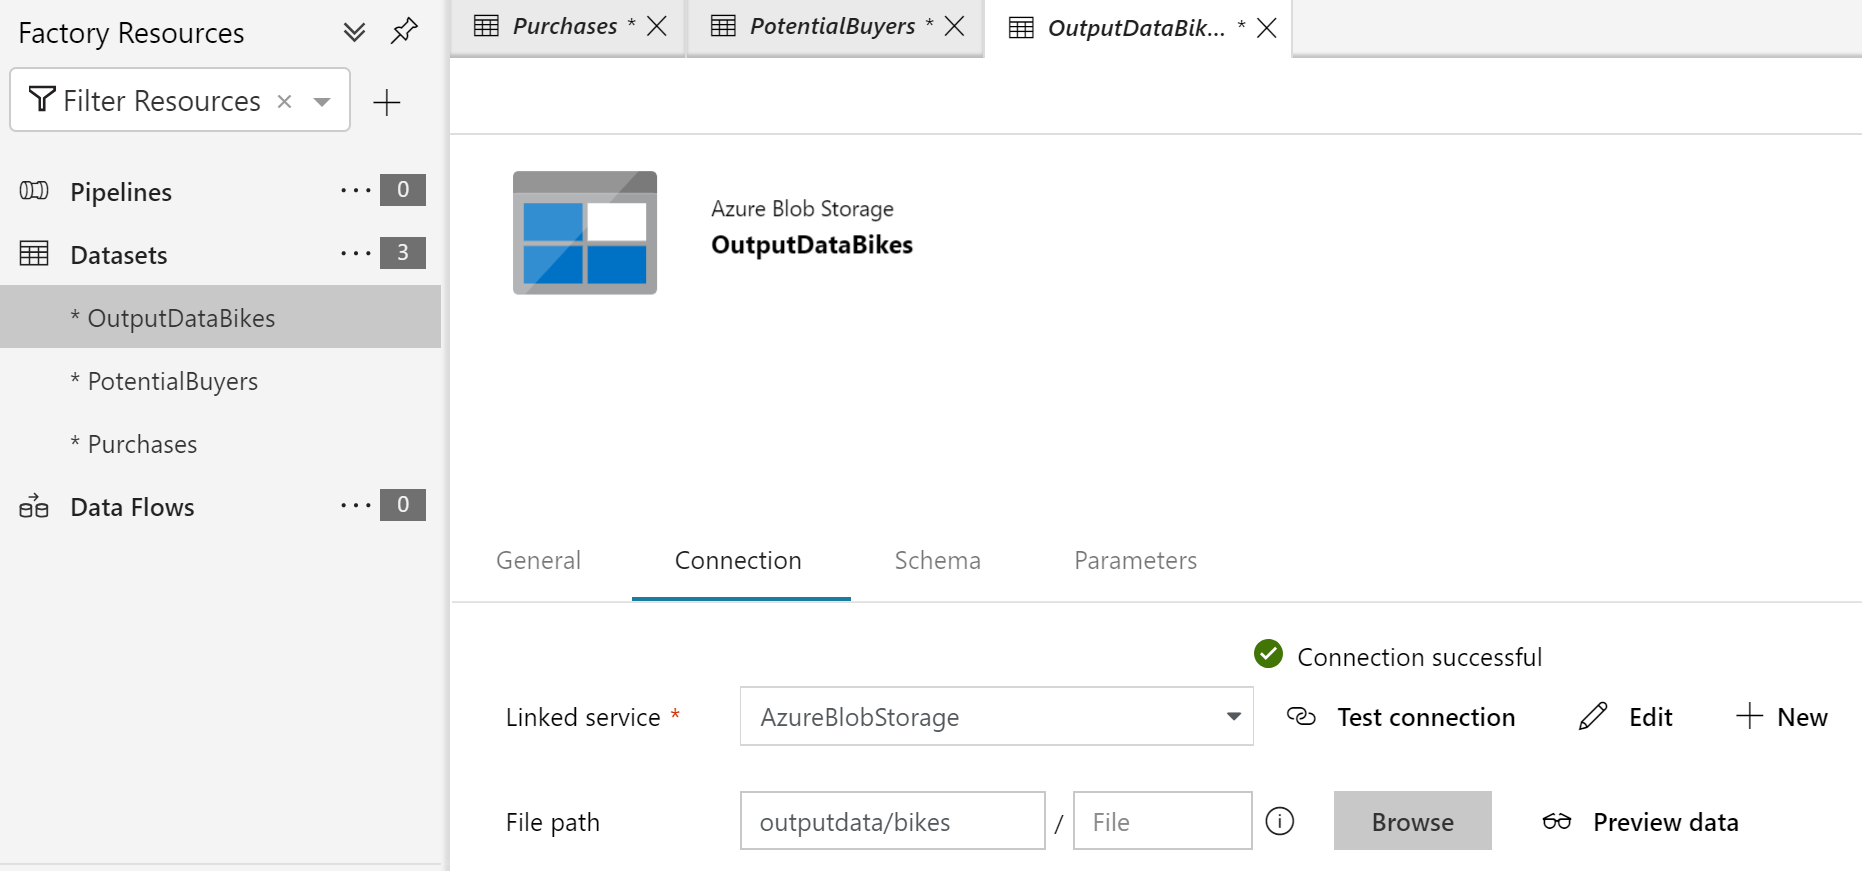 Factory Resources
Filter Resources
Pipelines ... 0
Datasets ... 3
* OutputDataBikes
* PotentialBuyers
* Purchases
Data Flows ... 0
Purchases *
PotentialBuyers *
OutputDataBik... *
Azure Blob Storage
OutputDataBikes
General Connection Schema Parameters
Connection successful
Linked service * AzureBlobStorage Test connection Edit New
File path outputdata/bikes / File Browse Preview data